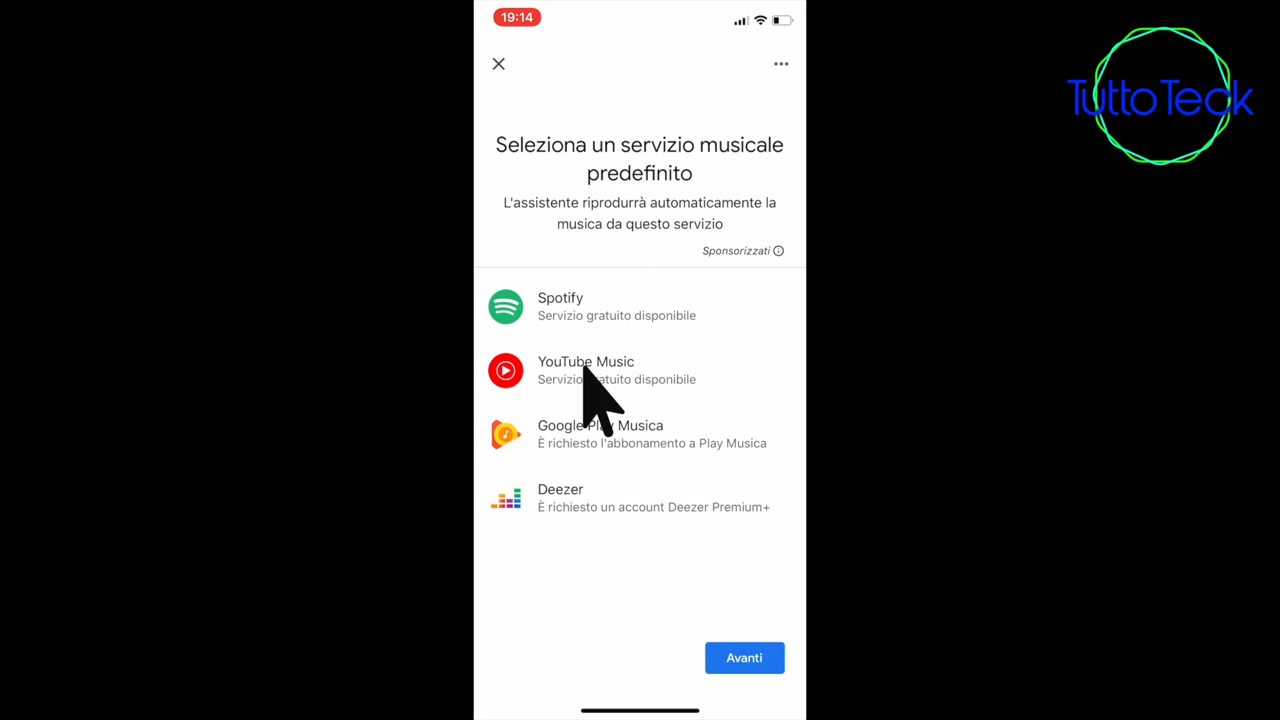 19:14
TuttoTeck
Seleziona un servizio musicale
predefinito
L'assistente riprodurrà automaticamente la
musica da questo servizio
Sponsorizzati
Spotify
Servizio gratuito disponibile
YouTube Music
Servizio gratuito disponibile
Google Play Musica
È richiesto l'abbonamento a Play Musica
Deezer
È richiesto un account Deezer Premium+
Avanti